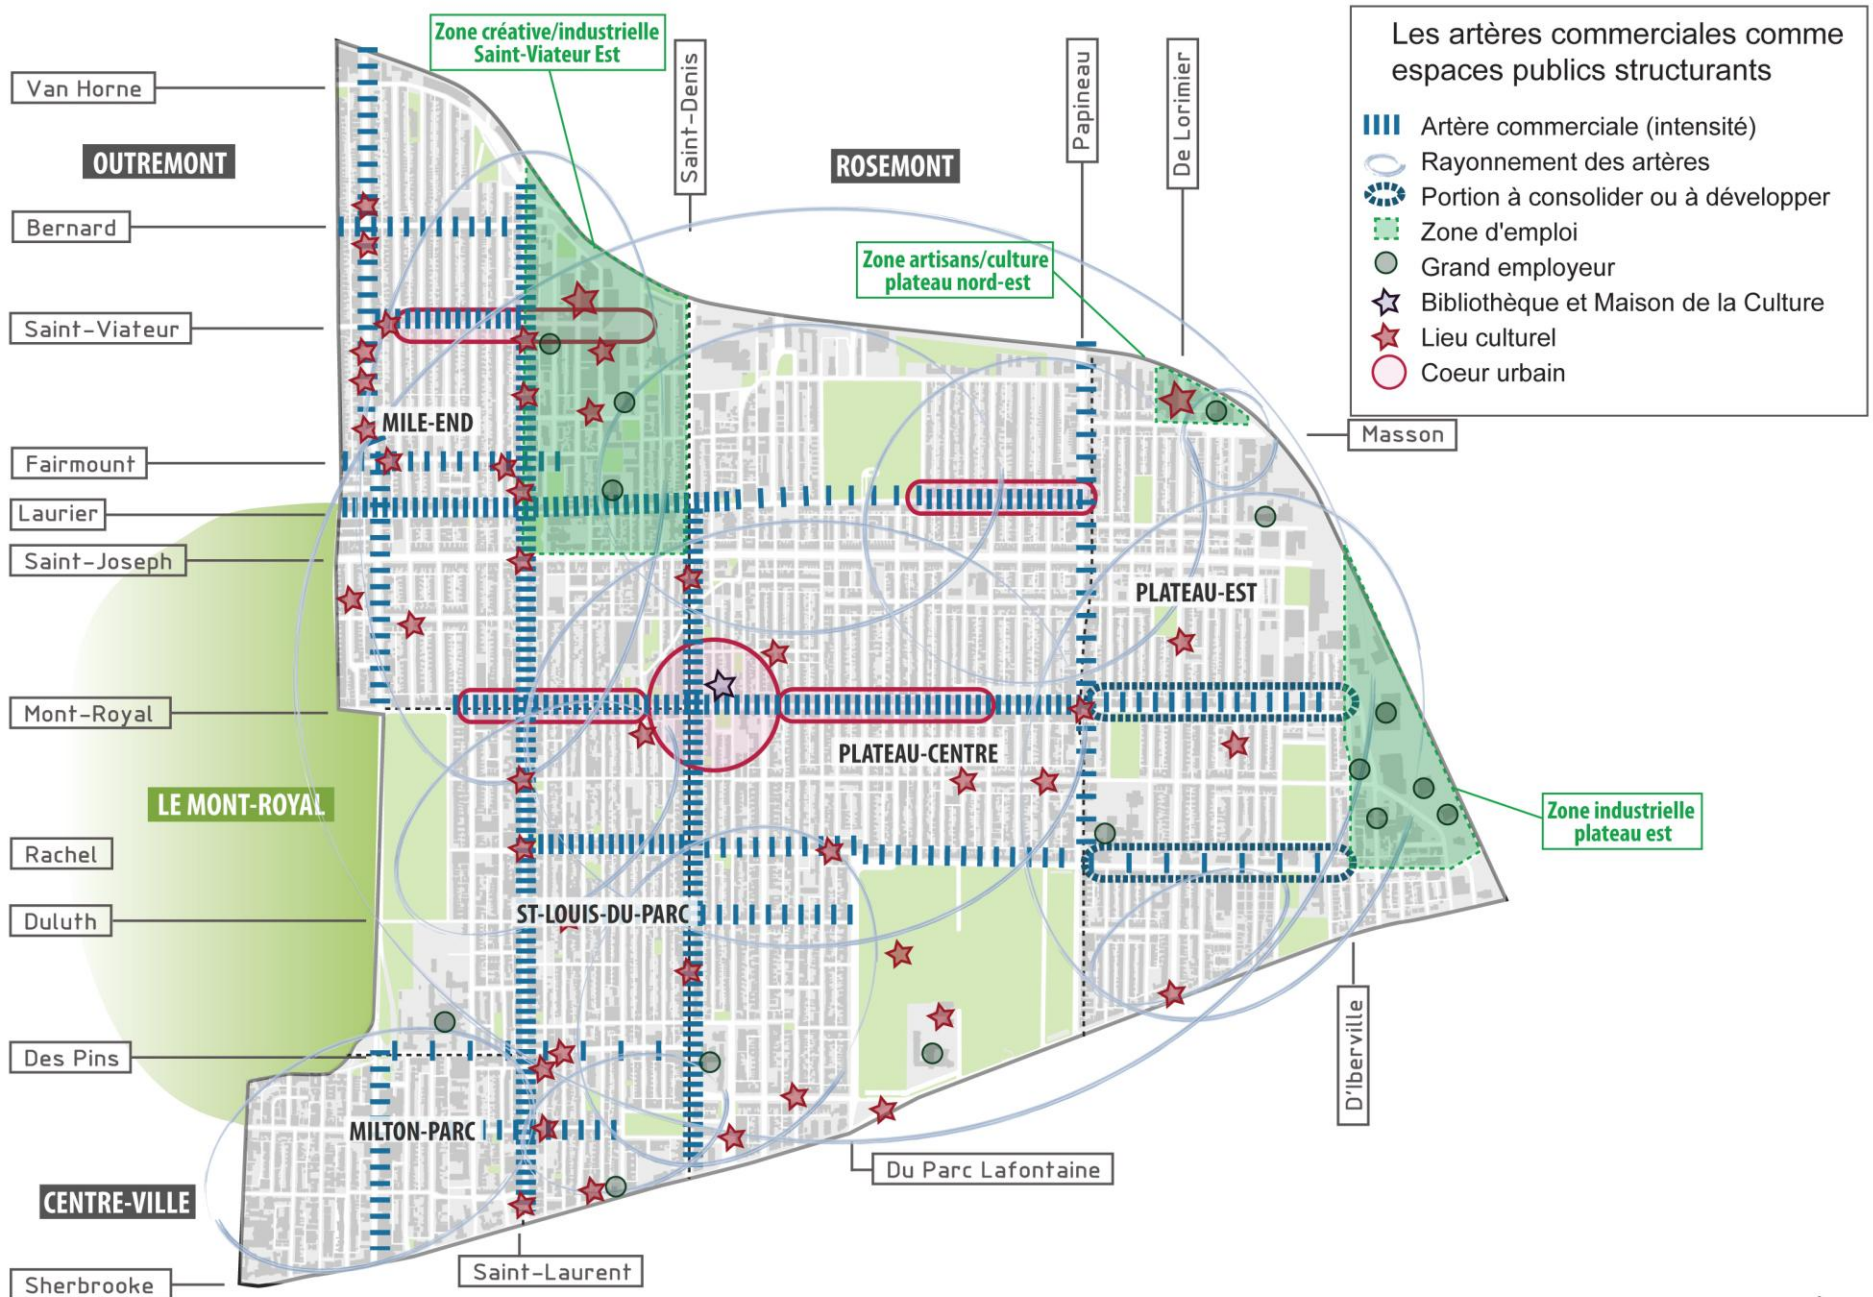 Zone créative/industrielle
Saint-Viateur Est
Saint-Denis
Papineau
De Lorimier
Les artères commerciales comme
espaces publics structurants
Artère commerciale (intensité)
Rayonnement des artères
Portion à consolider ou à développer
Zone d'emploi
Grand employeur
Bibliothèque et Maison de la Culture
Lieu culturel
Coeur urbain
Van Horne
OUTREMONT
ROSEMONT
Bernard
Zone artisans/culture
plateau nord-est
Saint-Viateur
MILE-END
Masson
Fairmount
Laurier
Saint-Joseph
PLATEAU-EST
Mont-Royal
PLATEAU-CENTRE
LE MONT-ROYAL
Zone industrielle
plateau est
Rachel
Duluth
ST-LOUIS-DU-PARC
D'Iberville
Des Pins
MILTON-PARC
Du Parc Lafontaine
CENTRE-VILLE
Saint-Laurent
Sherbrooke